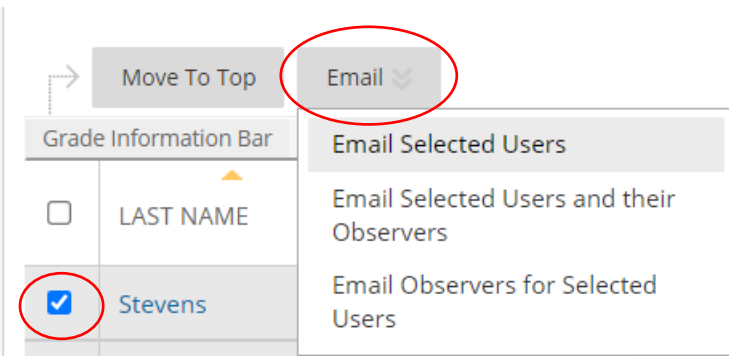 Move To Top
Email
Grade Information Bar
Email Selected Users
LAST NAME
Email Selected Users and their
Observers
Stevens
Email Observers for Selected
Users